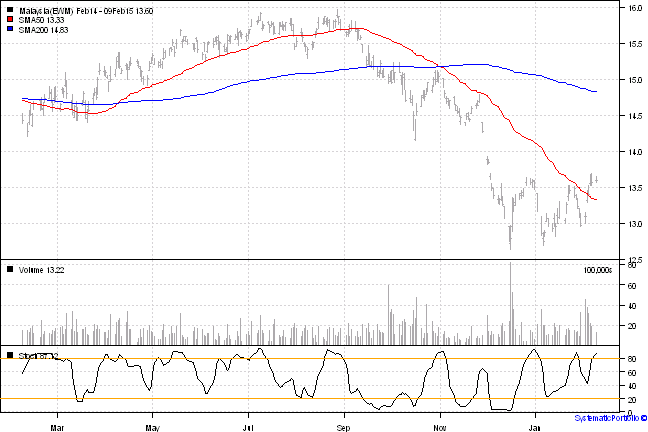 Malaysia(EWM) Feb14 - 09Feb15 13.60
SMA50 13.33
SMA200 14.83
16.0
15.5
15.0
14.5
14.0
13.5
13.0
12.5
Volume 13.22
100,000s
80
60
40
20
80
60
40
20
0
Mar May Jul Sep Nov Jan
SystematicPortfolio ©